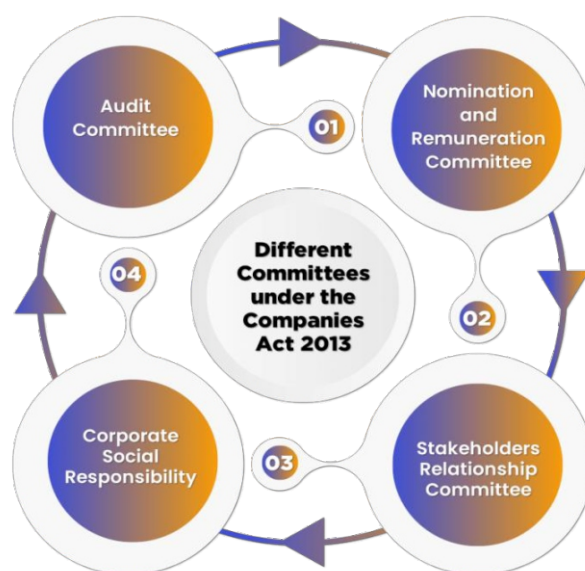 Audit
Committee
01
Nomination
and
Remuneration
Committee
Different
Committees
under the
Companies
Act 2013
04
02
Corporate
Social
Responsibility
03
Stakeholders
Relationship
Committee